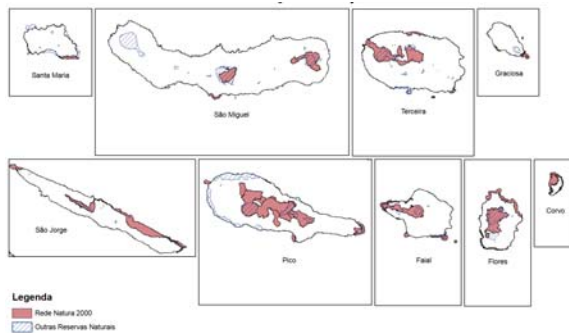 Santa Maria
São Miguel
Terceira
Graciosa
São Jorge
Pico
Faial
Flores
Corvo
Legenda
Rede Natura 2000
Outras Reservas Naturais